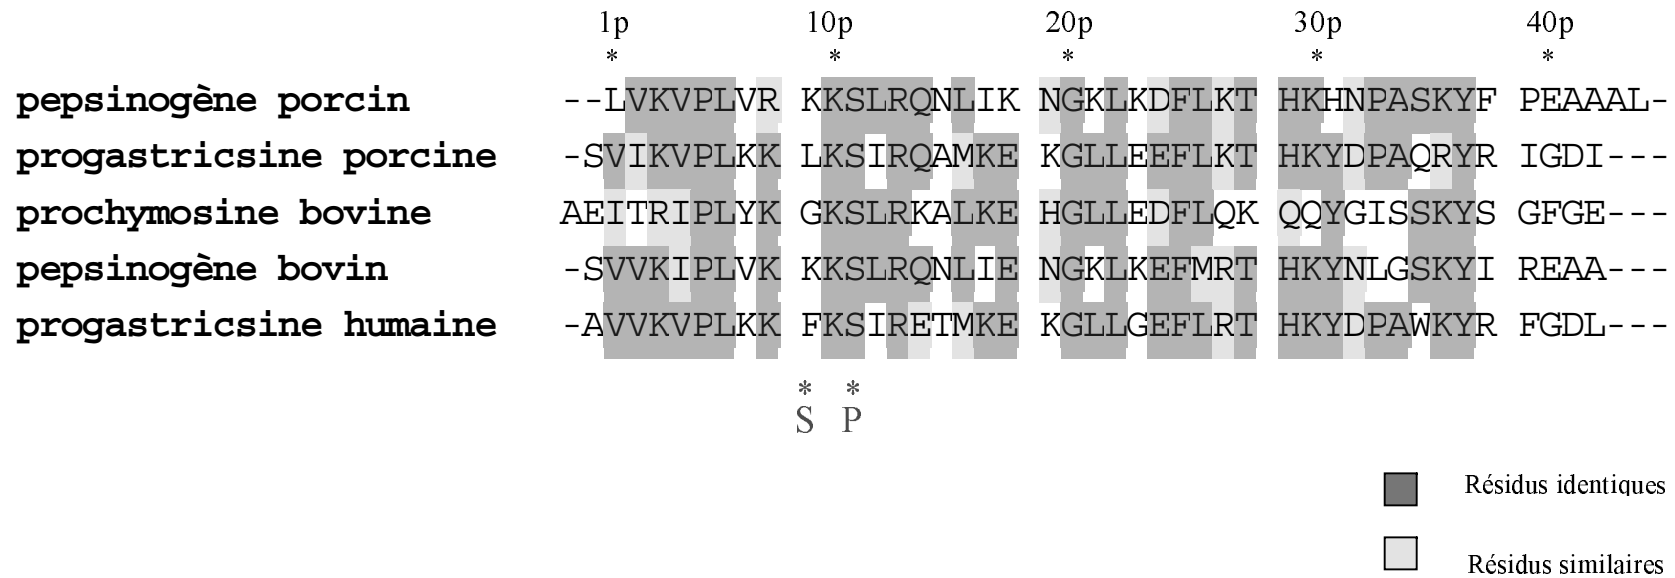 1p 10p 20p 30p 40p
* * * * *
pepsinogène porcin --LVKVPLVR KKSLRQNLIK NGKLKDFLKT HKHNPASKYF PEAAAL-
progastricsine porcine -SVIKVPLKK LKSIRQAMKE KGLLEEFLKT HKYDPAQRYR IGDI---
prochymosine bovine AEITRIPLYK GKSLRKALKE HGLLEDFLQK QQYGISSKYS GFGE---
pepsinogène bovin -SVVKIPLVK KKSLRQNLIE NGKLKEFMRT HKYNLGSKYI REAA---
progastricsine humaine -AVVKVPLKK FKSIRETMKE KGLLGEFLRT HKYDPAWKYR FGDL---
* *
S P
Résidus identiques
Résidus similaires